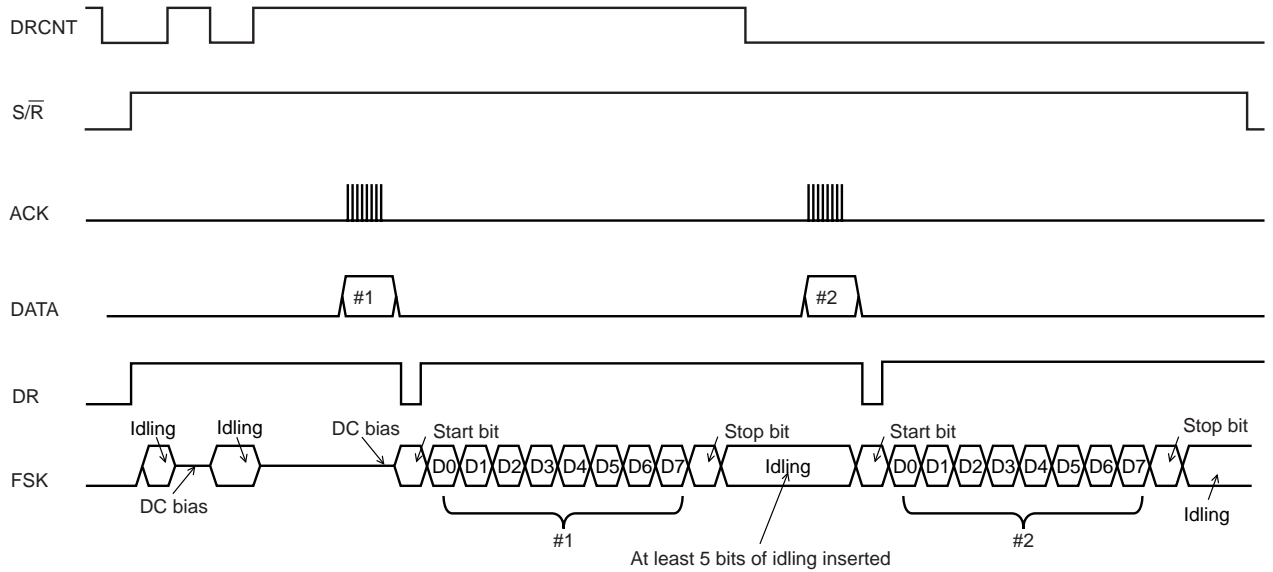 DRCNT
S/R̅
ACK
DATA
#1
#2
DR
Idling
Idling
DC bias
Start bit
Stop bit
Start bit
Stop bit
FSK
D0 D1 D2 D3 D4 D5 D6 D7
Idling
D0 D1 D2 D3 D4 D5 D6 D7
DC bias
Idling
#1
#2
At least 5 bits of idling inserted